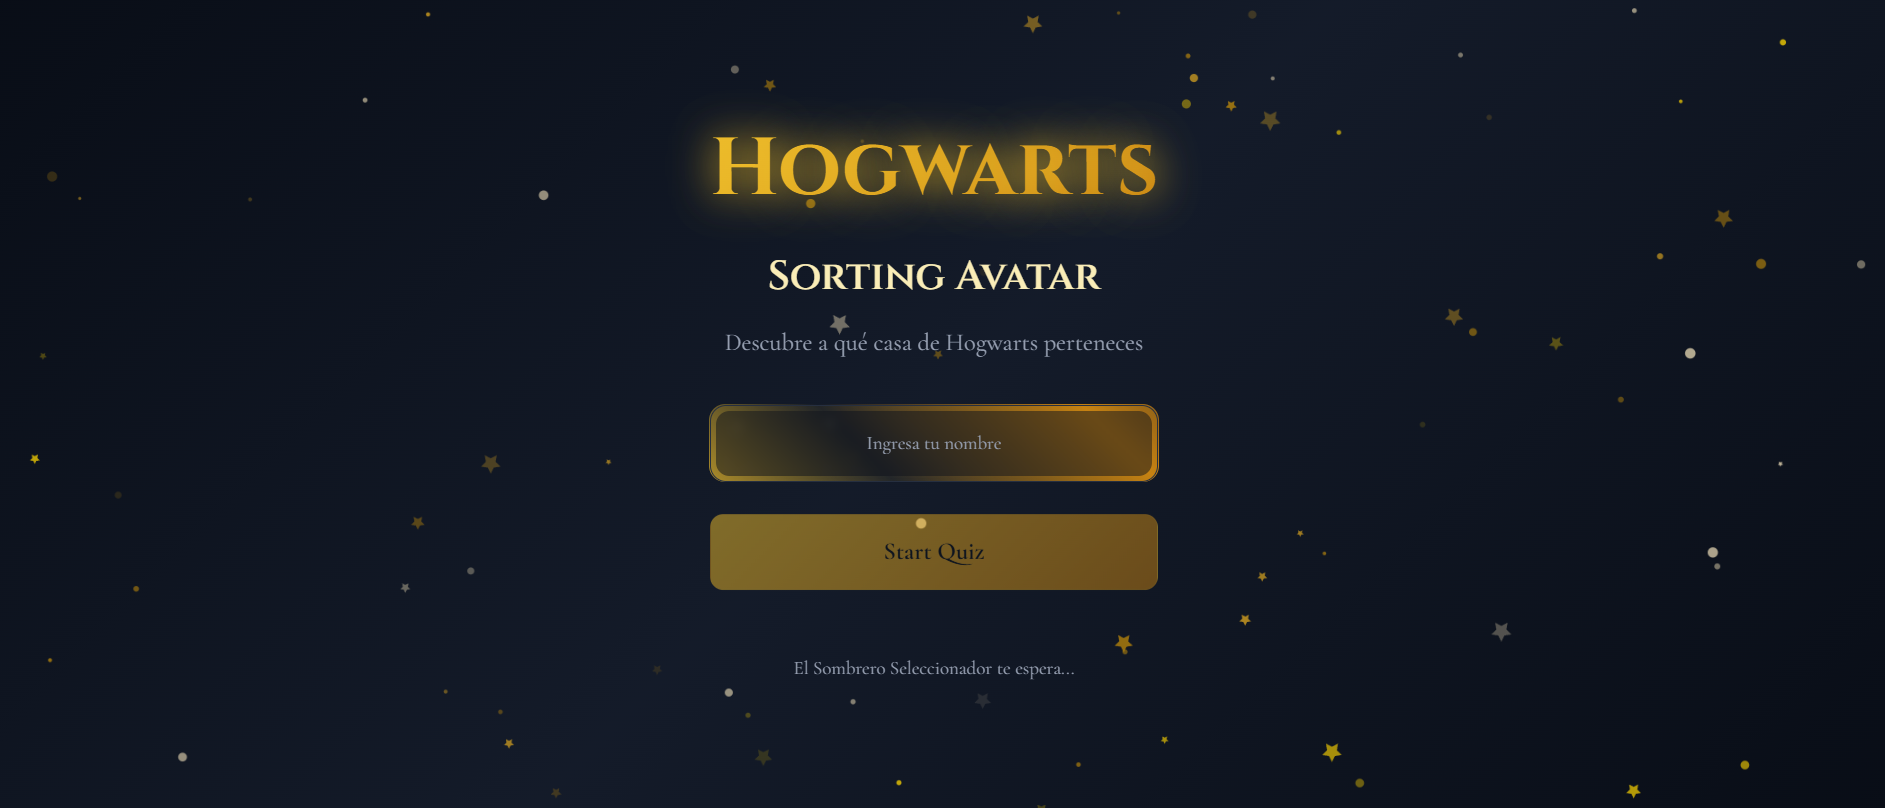 Hogwarts
Sorting Avatar
Descubre a qué casa de Hogwarts perteneces
Ingresa tu nombre
Start Quiz
El Sombrero Seleccionador te espera...